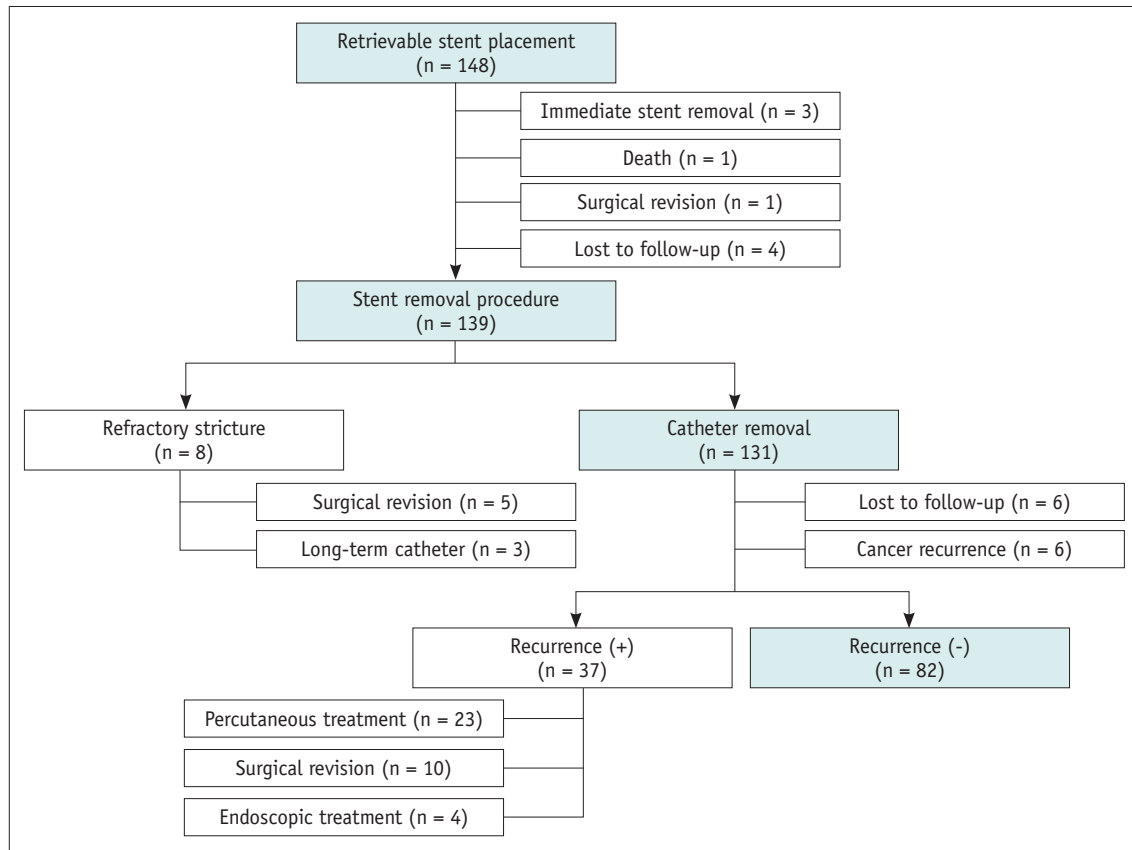 Retrievable stent placement
(n = 148)
Immediate stent removal (n = 3)
Death (n = 1)
Surgical revision (n = 1)
Lost to follow-up (n = 4)
Stent removal procedure
(n = 139)
Refractory stricture
(n = 8)
Catheter removal
(n = 131)
Surgical revision (n = 5)
Long-term catheter (n = 3)
Lost to follow-up (n = 6)
Cancer recurrence (n = 6)
Recurrence (+)
(n = 37)
Recurrence (-)
(n = 82)
Percutaneous treatment (n = 23)
Surgical revision (n = 10)
Endoscopic treatment (n = 4)